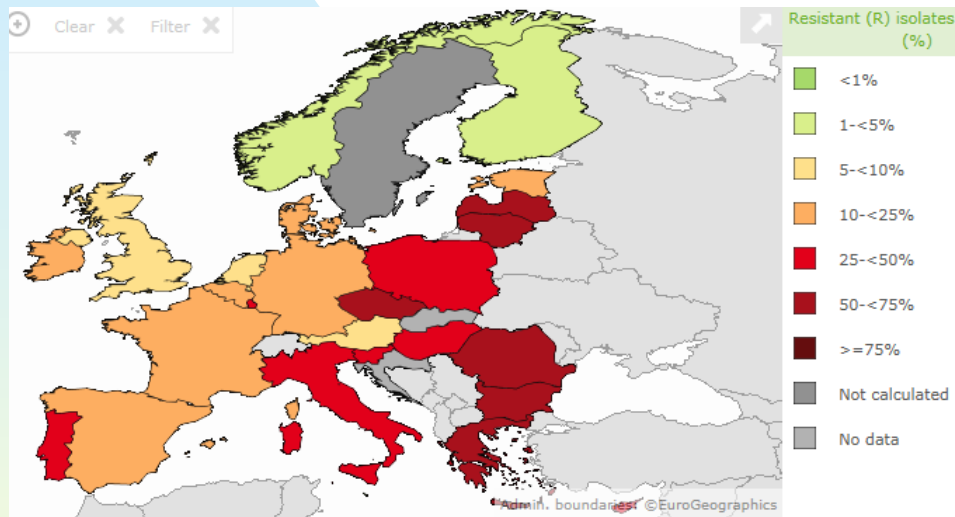 Clear Filter
Resistant (R) isolates
(%)
<1%
1-<5%
5-<10%
10-<25%
25-<50%
50-<75%
>=75%
Not calculated
No data
Admin. boundaries: ©EuroGeographics